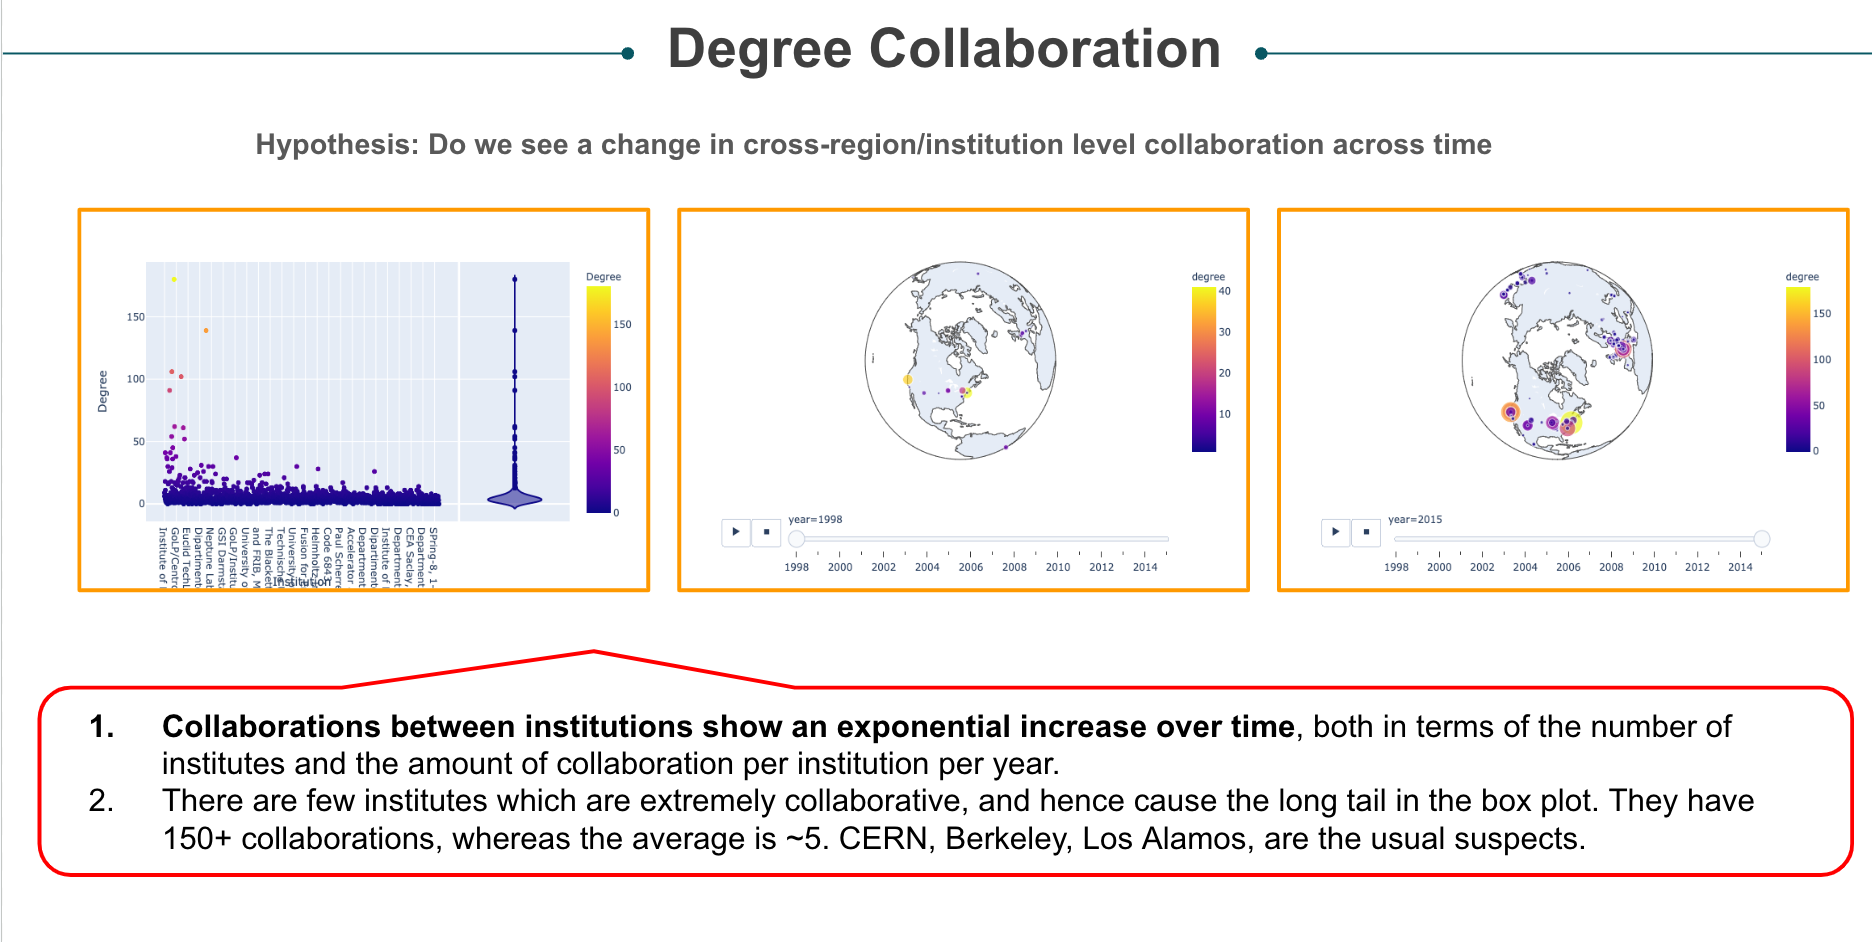 Degree Collaboration
Hypothesis: Do we see a change in cross-region/institution level collaboration across time
Degree
150
100
50
0
Degree
150
100
50
0
Institute of
GoLP/Centro
Euclid TechL
Dipartiment
Neptune Lab
GSI Darmst
GoLP/Institu
University o
and FRIB, M
The Blackett
Technische
University
Fusion for
Helmholtz
Code 6843
Paul Scherre
Accelerator
Department
Dipartiment
Institute of
Department
CEA Saclay,
Department
SPring-8, 1-
Institution
degree
40
30
20
10
year=1998
1998 2000 2002 2004 2006 2008 2010 2012 2014
degree
150
100
50
0
year=2015
1998 2000 2002 2004 2006 2008 2010 2012 2014
1. Collaborations between institutions show an exponential increase over time, both in terms of the number of
institutes and the amount of collaboration per institution per year.
2. There are few institutes which are extremely collaborative, and hence cause the long tail in the box plot. They have
150+ collaborations, whereas the average is ~5. CERN, Berkeley, Los Alamos, are the usual suspects.